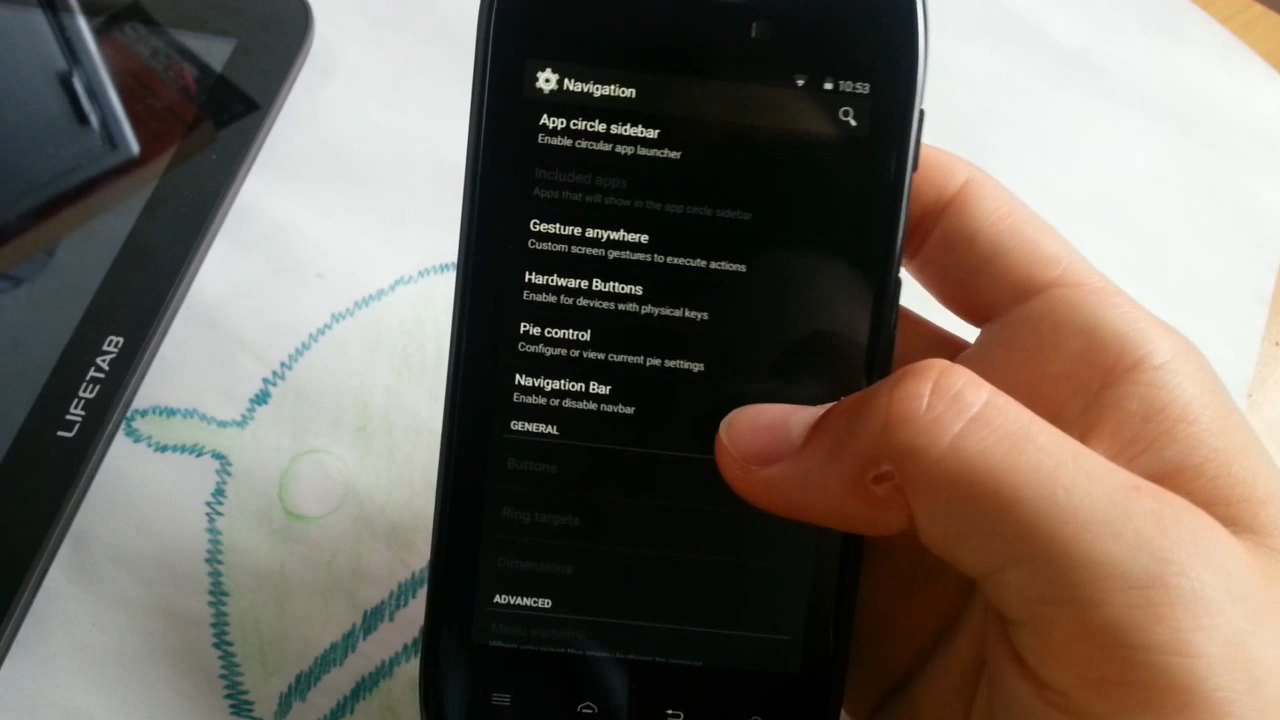 LIFETAB
Navigation
10:53
App circle sidebar
Enable circular app launcher
Included apps
Apps that will show in the app circle sidebar
Gesture anywhere
Custom screen gestures to execute actions
Hardware Buttons
Enable for devices with physical keys
Pie control
Configure or view current pie settings
Navigation Bar
Enable or disable navbar
GENERAL
Buttons
Ring targets
Dimensions
ADVANCED
Menu